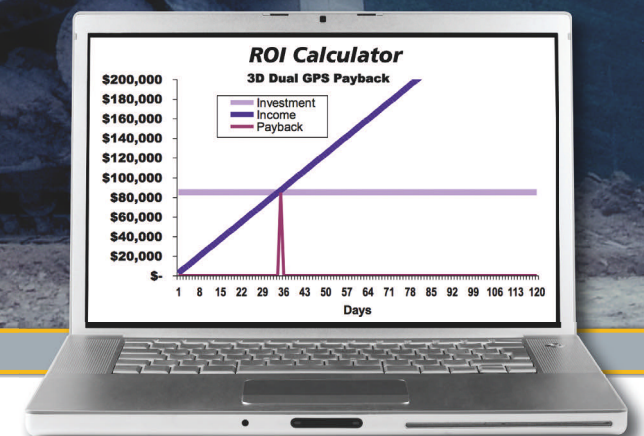 ROI Calculator
3D Dual GPS Payback
$200,000
$180,000
$160,000
$140,000
$120,000
$100,000
$80,000
$60,000
$40,000
$20,000
$-
Investment
Income
Payback
1 8 15 22 29 36 43 50 57 64 71 78 85 92 99 106 113 120
Days